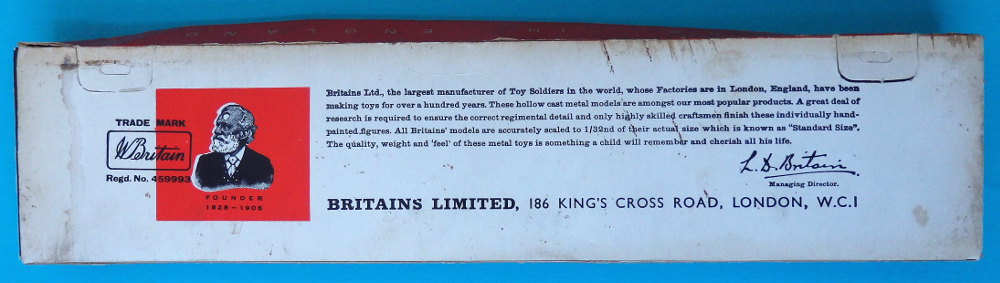 ENGLAND
Britains Ltd., the largest manufacturer of Toy Soldiers in the world, whose Factories are in London, England, have been
making toys for over a hundred years. These hollow cast metal models are amongst our most popular products. A great deal of
research is required to ensure the correct regimental detail and only highly skilled craftsmen finish these individually hand-
painted figures. All Britains' models are accurately scaled to 1/32nd of their actual size which is known as "Standard Size".
The quality, weight and 'feel' of these metal toys is something a child will remember and cherish all his life.
TRADE MARK
W. Britain
Regd. No. 459993
FOUNDER
1828-1906
L. D. Britain.
Managing Director.
BRITAINS LIMITED, 186 KING'S CROSS ROAD, LONDON, W.C.1